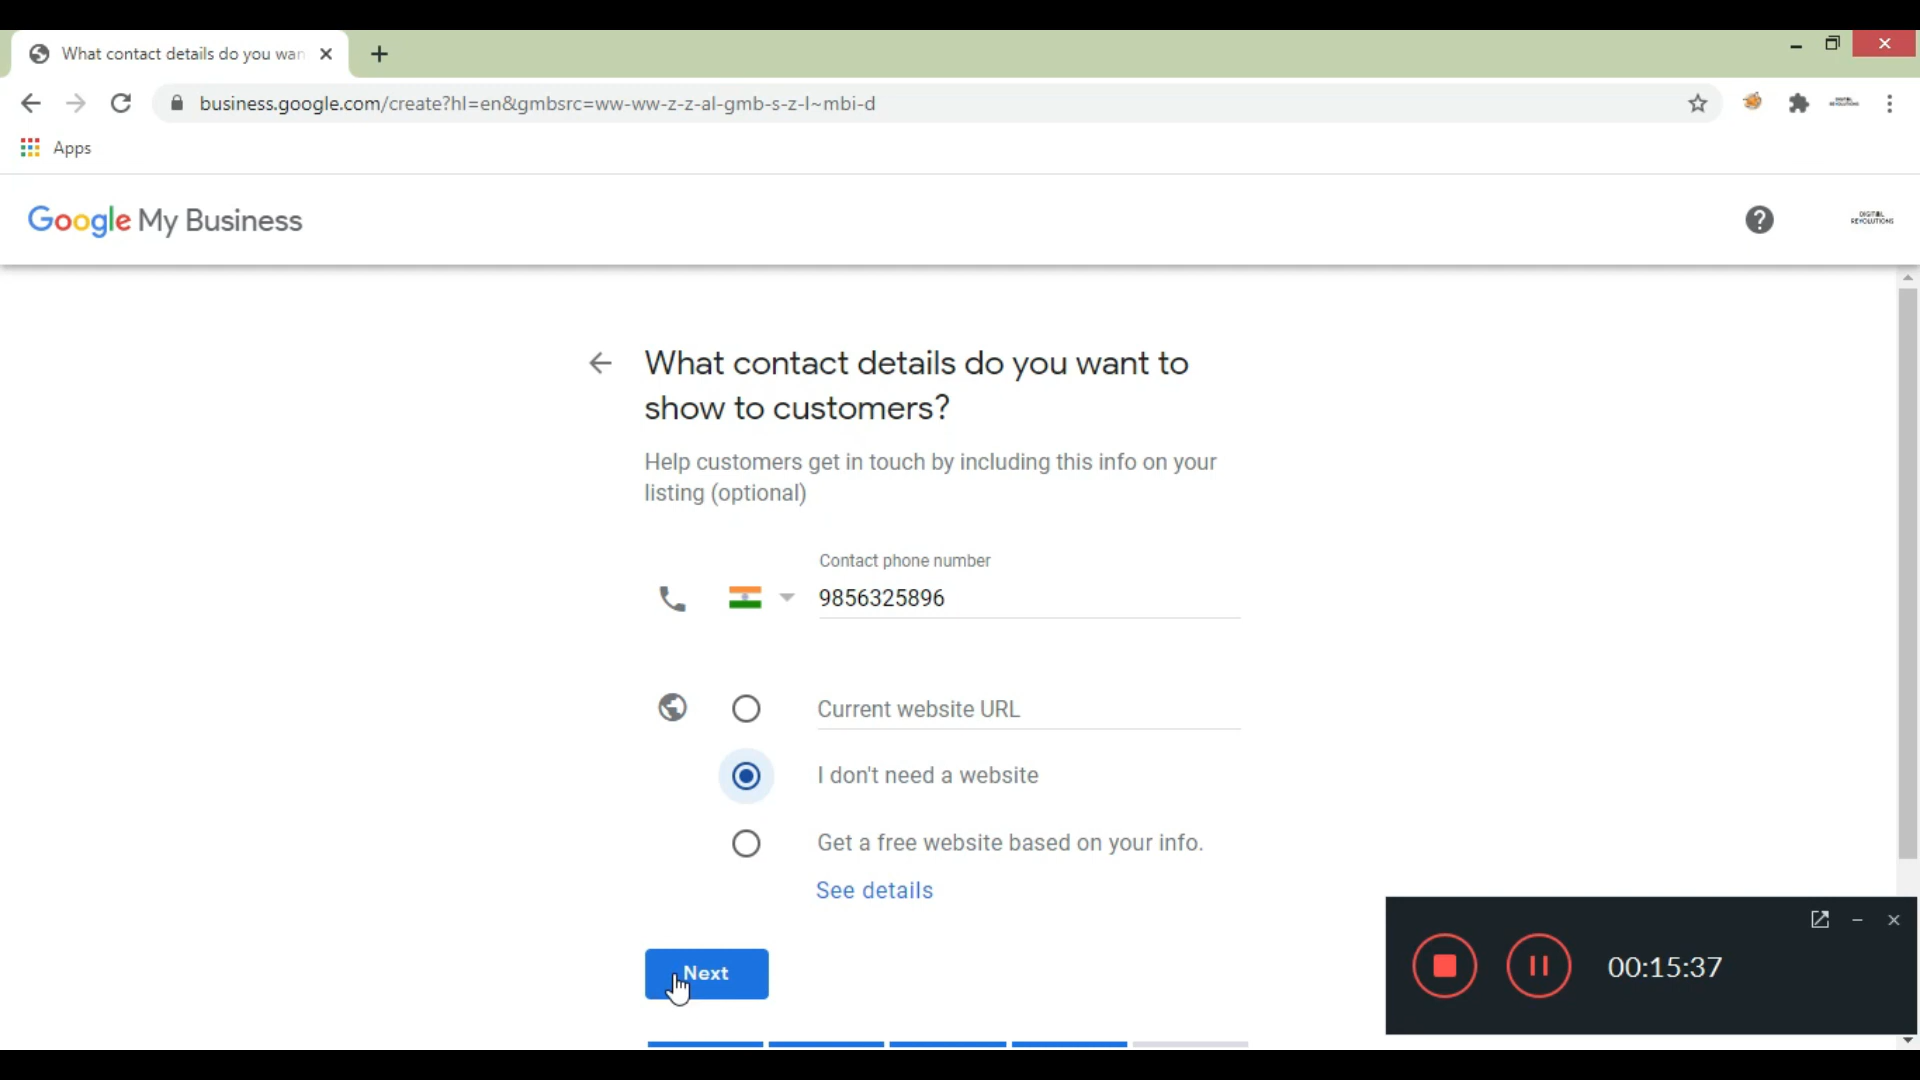 What contact details do you wan
business.google.com/create?hl=en&gmbsrc=ww-ww-z-z-al-gmb-s-z-l~mbi-d
Apps
Google My Business
DIGITAL
REVOLUTIONS
What contact details do you want to
show to customers?
Help customers get in touch by including this info on your
listing (optional)
Contact phone number
9856325896
Current website URL
I don't need a website
Get a free website based on your info.
See details
Next
00:15:37